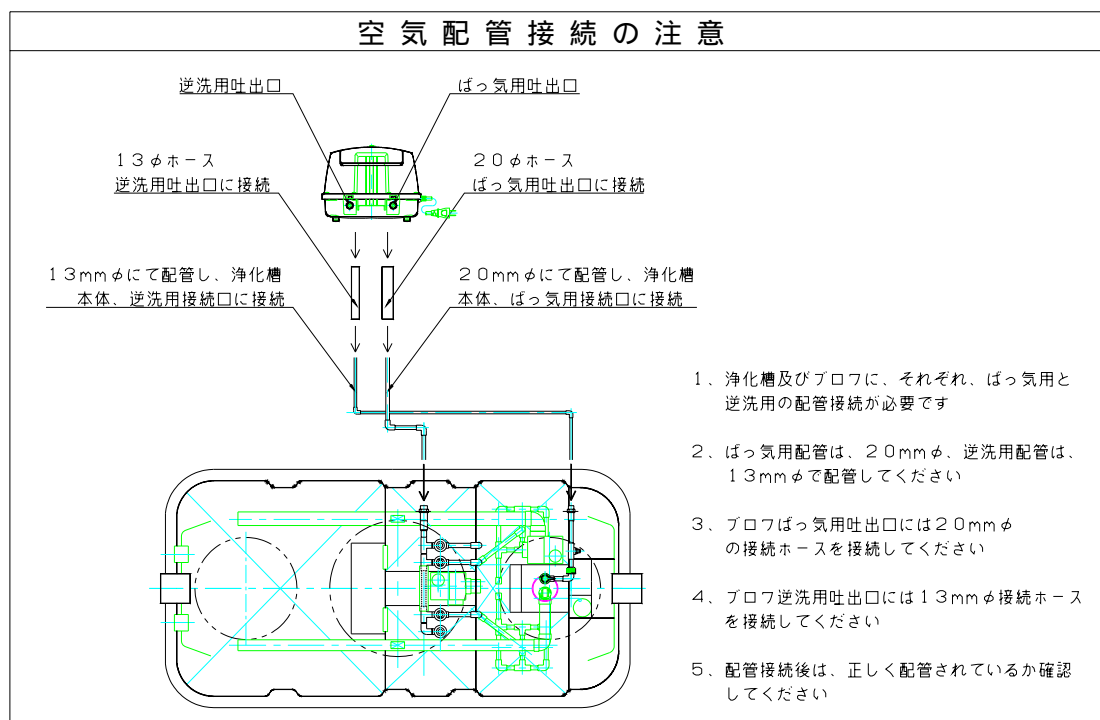 空気配管接続の注意
逆洗用吐出口
ばっ気用吐出口
13φホース
逆洗用吐出口に接続
20φホース
ばっ気用吐出口に接続
13mmφにて配管し、浄化槽
本体、逆洗用接続口に接続
20mmφにて配管し、浄化槽
本体、ばっ気用接続口に接続
1、浄化槽及びブロワに、それぞれ、ばっ気用と
逆洗用の配管接続が必要です
2、ばっ気用配管は、20mmφ、逆洗用配管は、
13mmφで配管してください
3、ブロワばっ気用吐出口には20mmφ
の接続ホースを接続してください
4、ブロワ逆洗用吐出口には13mmφ接続ホース
を接続してください
5、配管接続後は、正しく配管されているか確認
してください